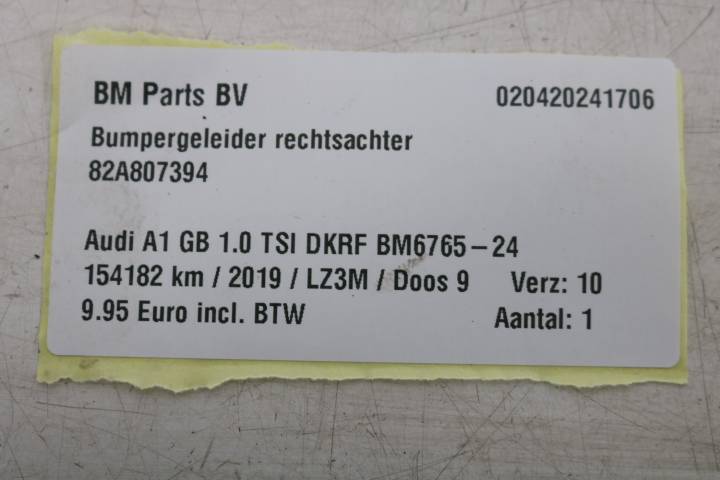 BM Parts BV 020420241706
Bumpergeleider rechtsachter
82A807394
Audi A1 GB 1.0 TSI DKRF BM6765-24
154182 km / 2019 / LZ3M / Doos 9 Verz: 10
9.95 Euro incl. BTW Aantal: 1